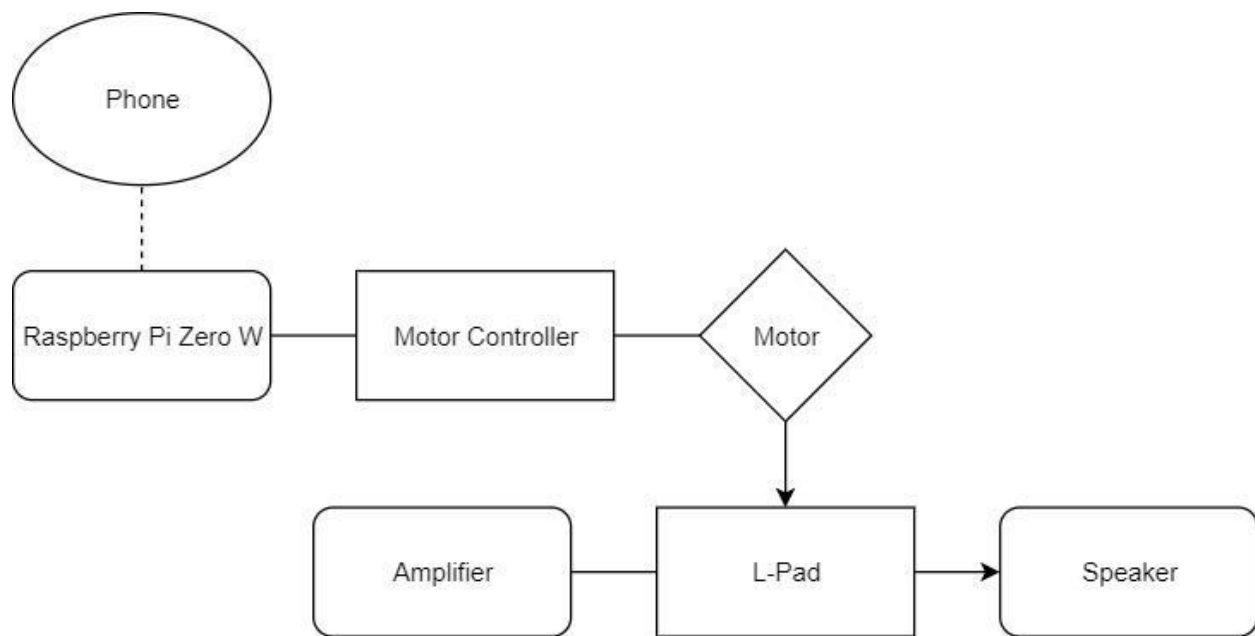 Phone
Raspberry Pi Zero W
Motor Controller
Motor
Amplifier
L-Pad
Speaker